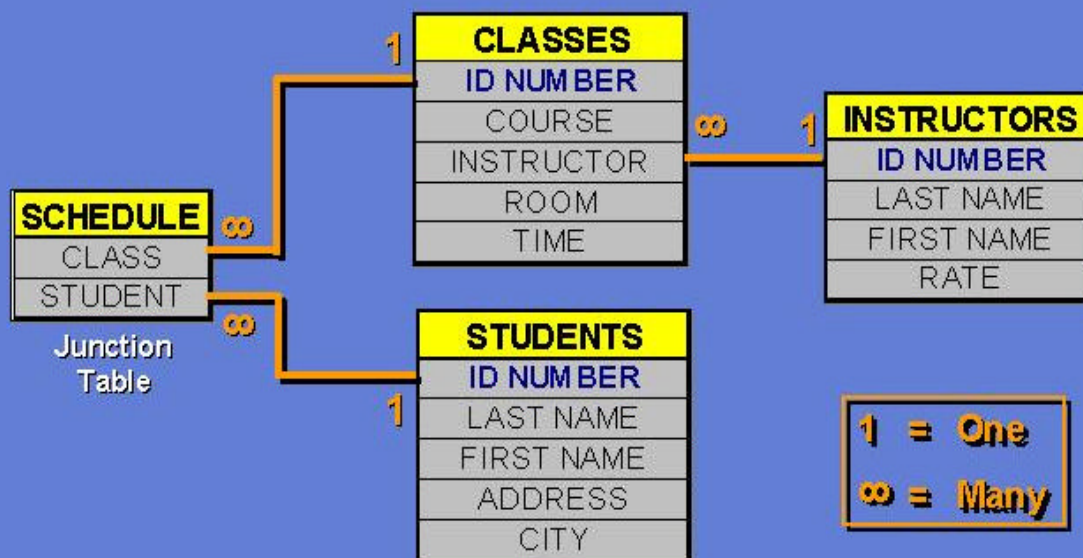 SCHEDULE
CLASS
STUDENT
Junction
Table
1
∞
CLASSES
ID NUMBER
COURSE
INSTRUCTOR
ROOM
TIME
∞
1
INSTRUCTORS
ID NUMBER
LAST NAME
FIRST NAME
RATE
∞
1
STUDENTS
ID NUMBER
LAST NAME
FIRST NAME
ADDRESS
CITY
1 = One
∞ = Many